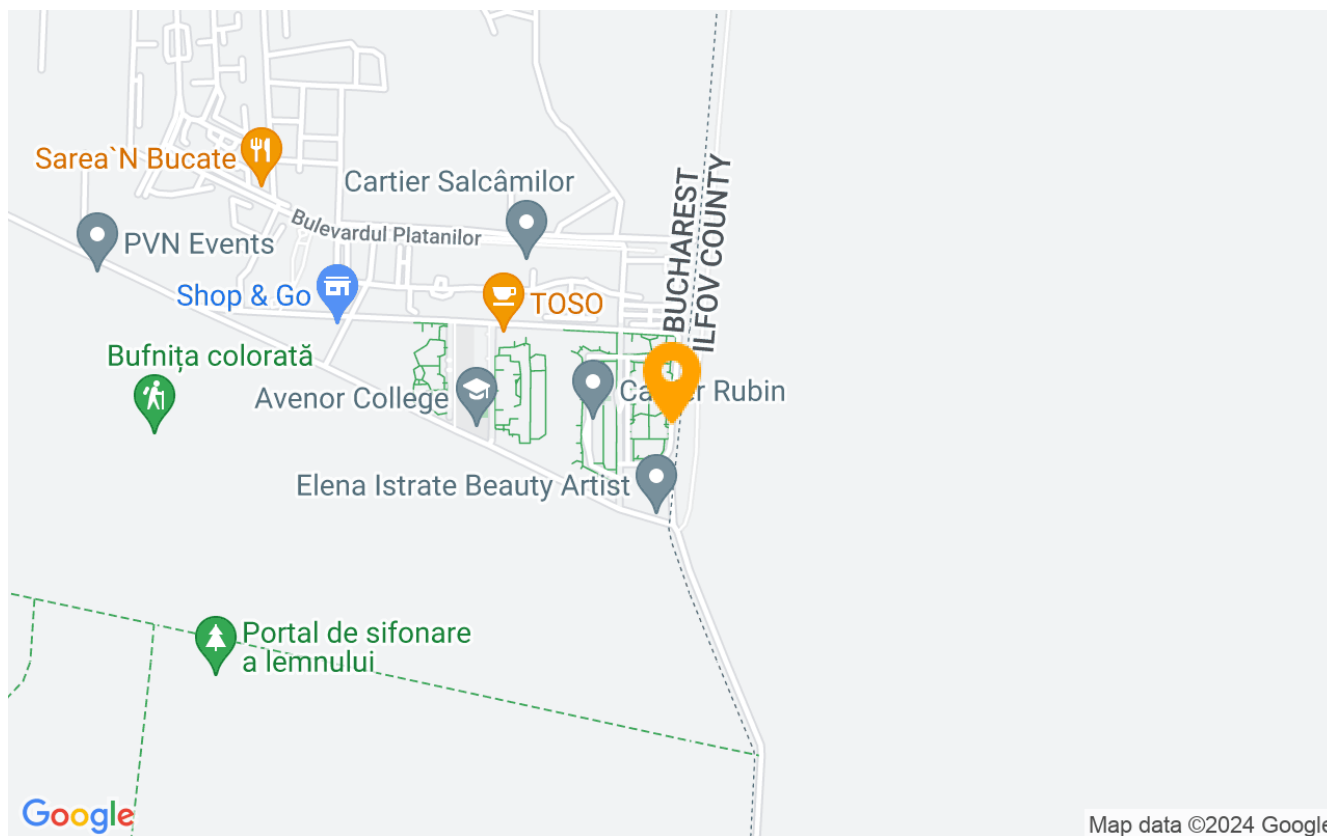 Sarea`N Bucate
Cartier Salcâmilor
BUCHAREST
ILFOV COUNTY
Bulevardul Platanilor
PVN Events
Shop & Go
TOSO
Bufnița colorată
Avenor College
Rubin
Elena Istrate Beauty Artist
Portal de sifonare
a lemnului
Google
Map data ©2024 Google